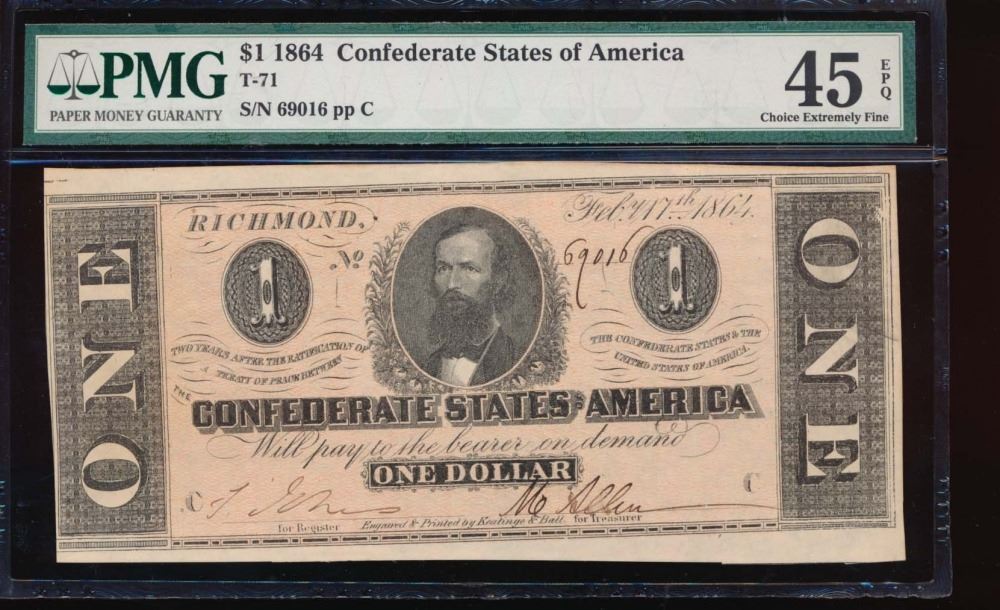 PMG
PAPER MONEY GUARANTY
$1 1864 Confederate States of America
T-71
S/N 69016 pp C
45
EPQ
Choice Extremely Fine
RICHMOND.
Feby 17th 1864.
No 69016
1
1
ONE
ONE
TWO YEARS AFTER THE RATIFICATION OF
A TREATY OF PEACE BETWEEN
THE CONFEDERATE STATES & THE
UNITED STATES OF AMERICA.
THE
CONFEDERATE STATES OF AMERICA
Will pay to the bearer on demand
ONE DOLLAR
C
C
Allen
for Register
Engraved & Printed by Keatinge & Ball
for Treasurer